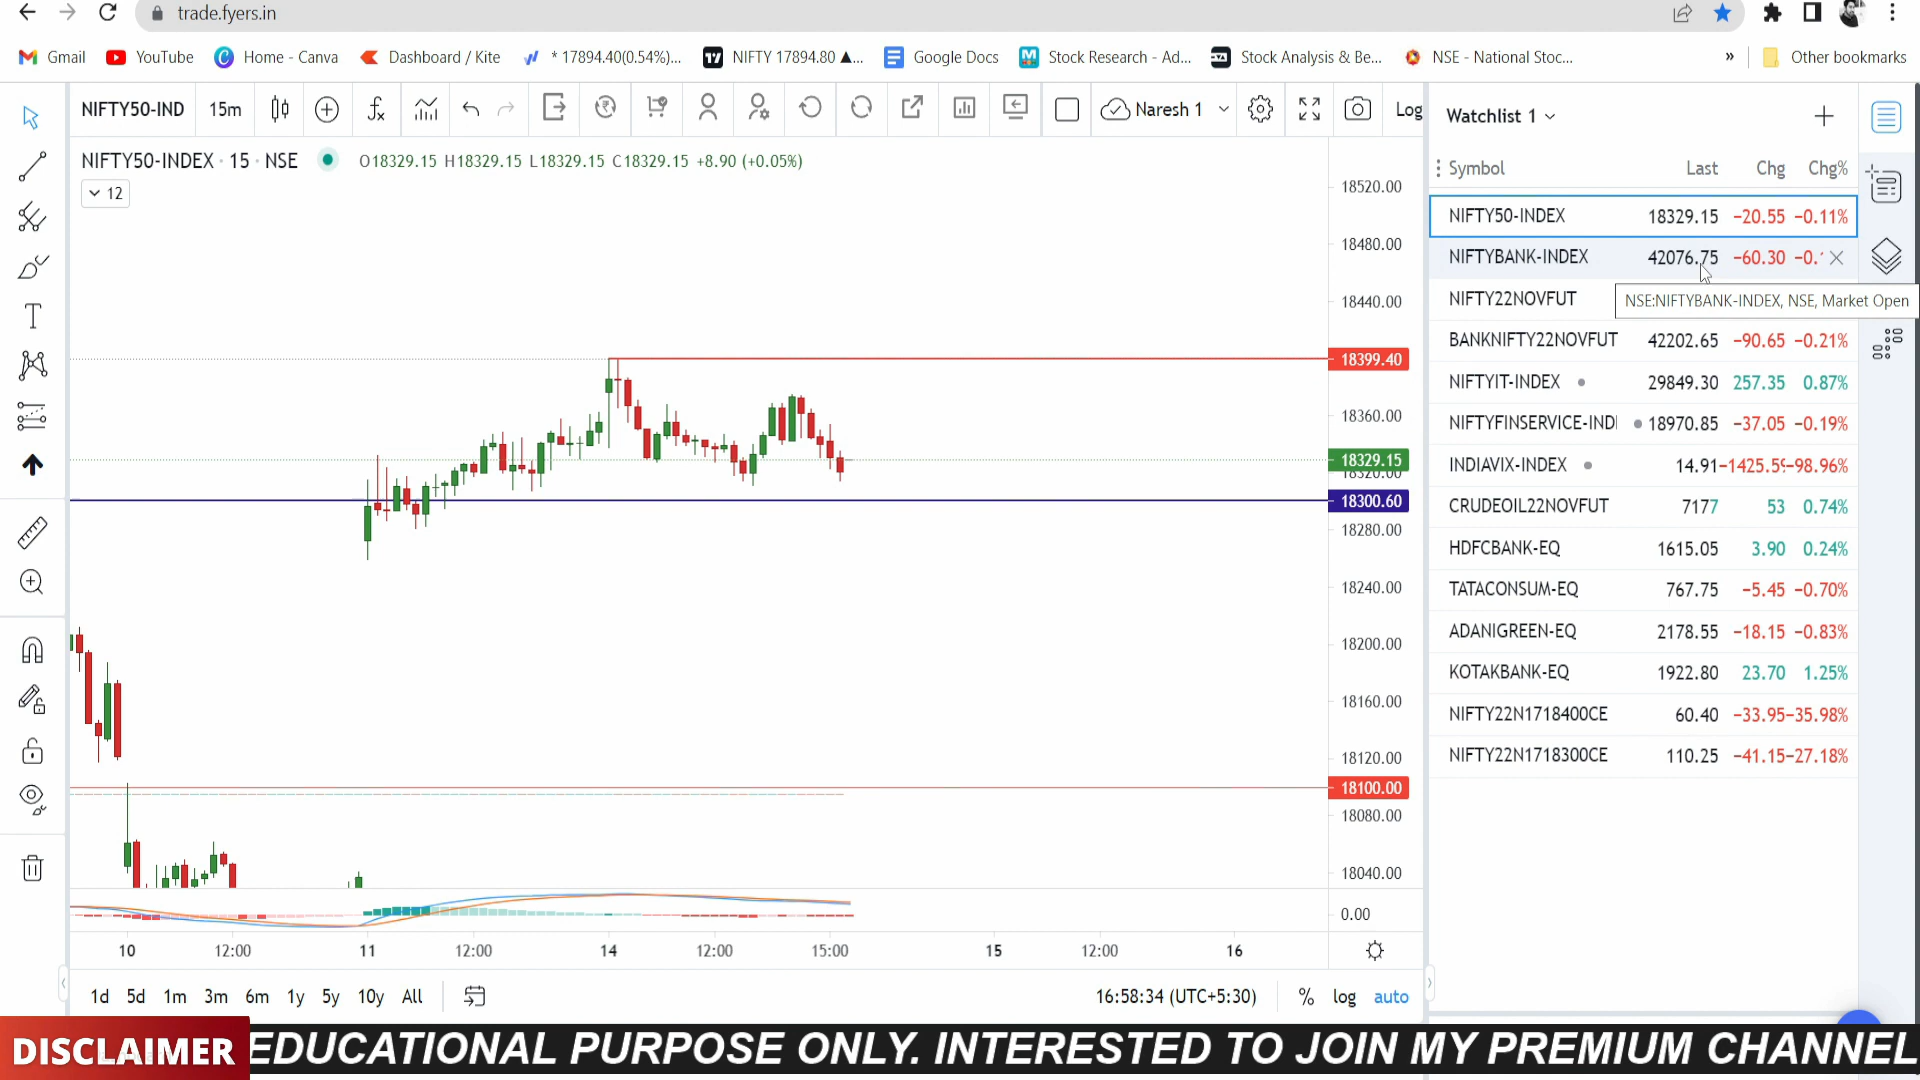 trade.fyers.in
Gmail YouTube Home - Canva Dashboard / Kite * 17894.40(0.54%)... NIFTY 17894.80 ▲... Google Docs Stock Research - Ad... Stock Analysis & Be... NSE - National Stoc... » Other bookmarks
NIFTY50-IND 15m Naresh 1 Log
NIFTY50-INDEX · 15 · NSE O18329.15 H18329.15 L18329.15 C18329.15 +8.90 (+0.05%)
12
18520.00
18480.00
18440.00
18399.40
18360.00
18329.15
18320.00
18300.60
18280.00
18240.00
18200.00
18160.00
18120.00
18100.00
18080.00
18040.00
0.00
10 12:00 11 12:00 14 12:00 15:00 15 12:00 16
1d 5d 1m 3m 6m 1y 5y 10y All 16:58:34 (UTC+5:30) % log auto
Watchlist 1
Symbol Last Chg Chg%
NIFTY50-INDEX 18329.15 −20.55 −0.11%
NIFTYBANK-INDEX 42076.75 −60.30
NIFTY22NOVFUT
NSE:NIFTYBANK-INDEX, NSE, Market Open
BANKNIFTY22NOVFUT 42202.65 −90.65 −0.21%
NIFTYIT-INDEX 29849.30 257.35 0.87%
NIFTYFINSERVICE-INDI 18970.85 −37.05 −0.19%
INDIAVIX-INDEX 14.91 −1425.59 −98.96%
CRUDEOIL22NOVFUT 7177 53 0.74%
HDFCBANK-EQ 1615.05 3.90 0.24%
TATACONSUM-EQ 767.75 −5.45 −0.70%
ADANIGREEN-EQ 2178.55 −18.15 −0.83%
KOTAKBANK-EQ 1922.80 23.70 1.25%
NIFTY22N1718400CE 60.40 −33.95 −35.98%
NIFTY22N1718300CE 110.25 −41.15 −27.18%
DISCLAIMER EDUCATIONAL PURPOSE ONLY. INTERESTED TO JOIN MY PREMIUM CHANNEL